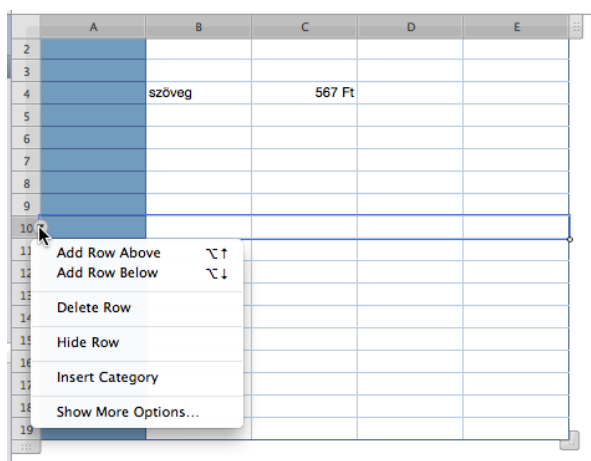 A B C D E
2
3
4 szöveg 567 Ft
5
6
7
8
9
10
11
Add Row Above ⌥↑
12
Add Row Below ⌥↓
13
Delete Row
14
15
Hide Row
16
17
Insert Category
18
Show More Options...
19